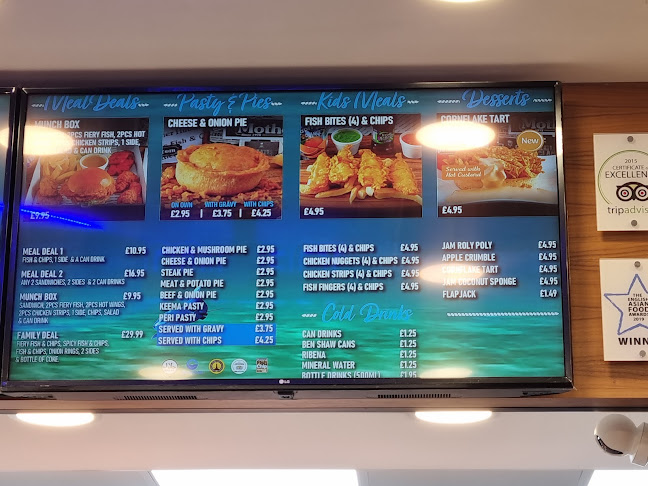 Meal Deals
MUNCH BOX
2PCS FIERY FISH, 2PCS HOT
CHICKEN STRIPS, 1 SIDE,
& CAN DRINK
£9.95
MEAL DEAL 1 £10.95
FISH & CHIPS, 1 SIDE & A CAN DRINK
MEAL DEAL 2 £16.95
ANY 2 SANDWICHES, 2 SIDES & 2 CAN DRINKS
MUNCH BOX £9.95
SANDWICH, 2PCS FIERY FISH, 2PCS HOT WINGS,
2PCS CHICKEN STRIPS, 1 SIDE, CHIPS, SALAD
& CAN DRINK
FAMILY DEAL £29.99
FIERY FISH & CHIPS, SPICY FISH & CHIPS,
FISH & CHIPS, ONION RINGS, 2 SIDES
& BOTTLE OF COKE
Pasty & Pies
CHEESE & ONION PIE
ON OWN WITH GRAVY WITH CHIPS
£2.95 £3.75 £4.25
CHICKEN & MUSHROOM PIE £2.95
CHEESE & ONION PIE £2.95
STEAK PIE £2.95
MEAT & POTATO PIE £2.95
BEEF & ONION PIE £2.95
KEEMA PASTY £2.95
PERI PASTY £2.95
SERVED WITH GRAVY £3.75
SERVED WITH CHIPS £4.25
Kids Meals
FISH BITES (4) & CHIPS
£4.95
FISH BITES (4) & CHIPS £4.95
CHICKEN NUGGETS (4) & CHIPS £4.95
CHICKEN STRIPS (4) & CHIPS £4.95
FISH FINGERS (4) & CHIPS £4.95
Cold Drinks
CAN DRINKS £1.25
BEN SHAW CANS £1.25
RIBENA £1.25
MINERAL WATER £1.25
BOTTLE DRINKS (500ML) £1.95
Desserts
CORNFLAKE TART
New
Served with
Hot Custard
£4.95
JAM ROLY POLY £4.95
APPLE CRUMBLE £4.95
CORNFLAKE TART £4.95
JAM COCONUT SPONGE £4.95
FLAPJACK £1.49
LG
2015
CERTIFICATE of
EXCELLEN
tripadvis
THE
ENGLISH
ASIAN
FOOD
AWARDS
2019
WINN